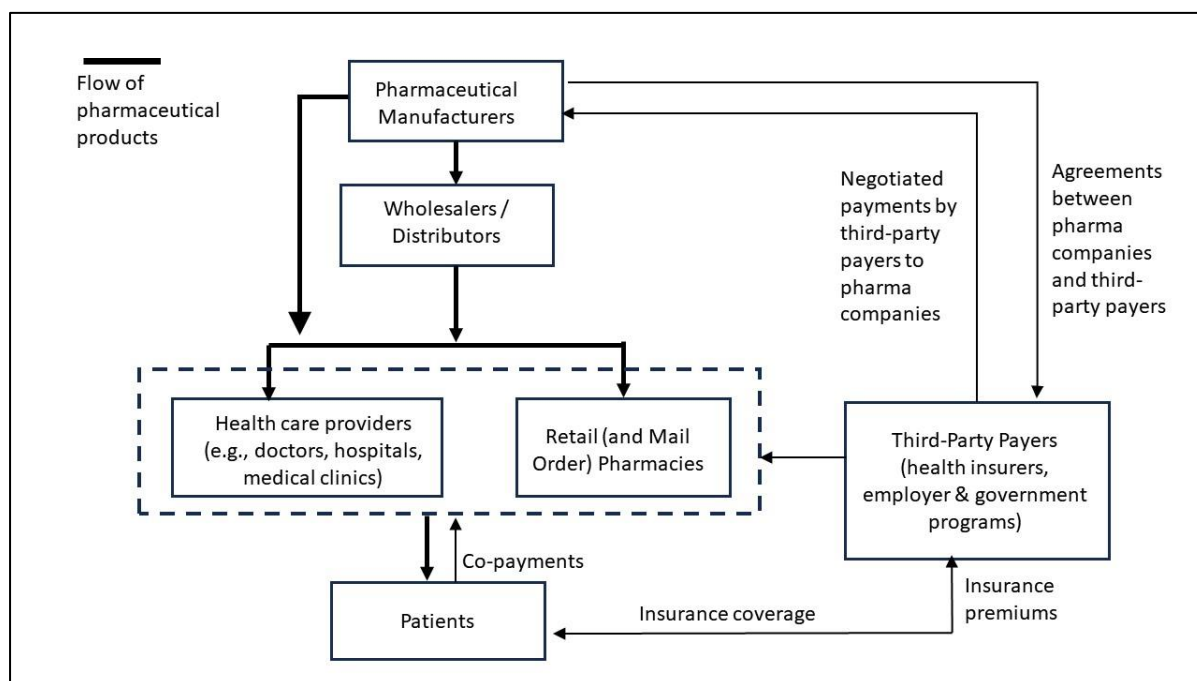 Flow of
pharmaceutical
products
Pharmaceutical
Manufacturers
Wholesalers /
Distributors
Negotiated
payments by
third-party
payers to
pharma
companies
Agreements
between
pharma
companies
and third-
party payers
Health care providers
(e.g., doctors, hospitals,
medical clinics)
Retail (and Mail
Order) Pharmacies
Third-Party Payers
(health insurers,
employer & government
programs)
Co-payments
Patients
Insurance coverage
Insurance
premiums